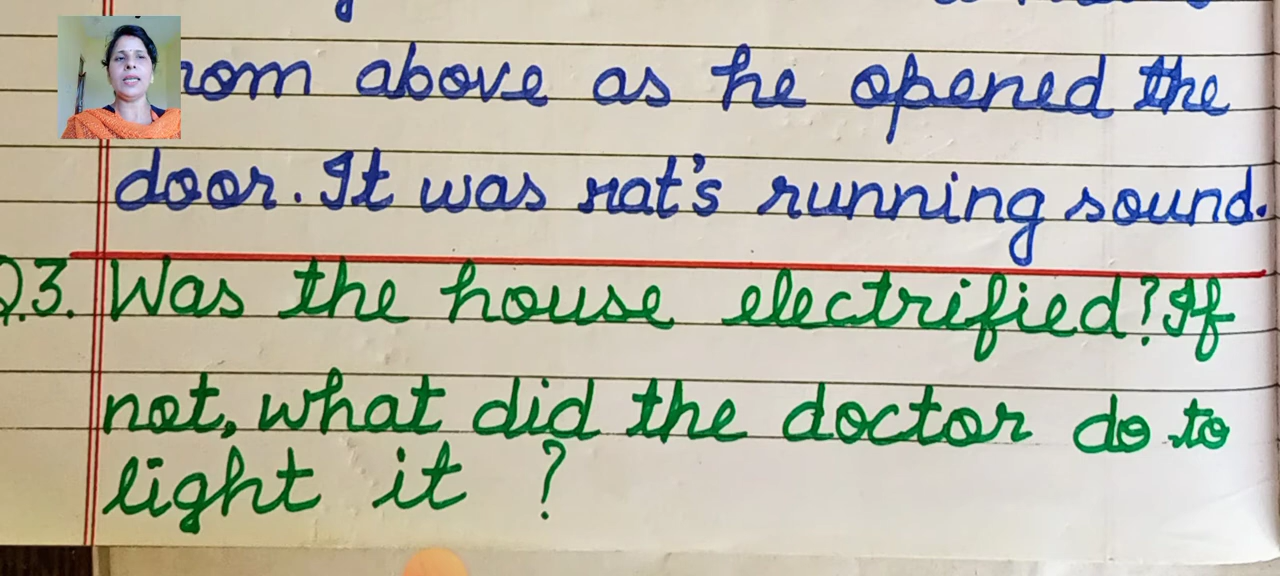 rom above as he opened the
door. It was rat's running sound.
Q.3. Was the house electrified? If
not, what did the doctor do to
light it ?